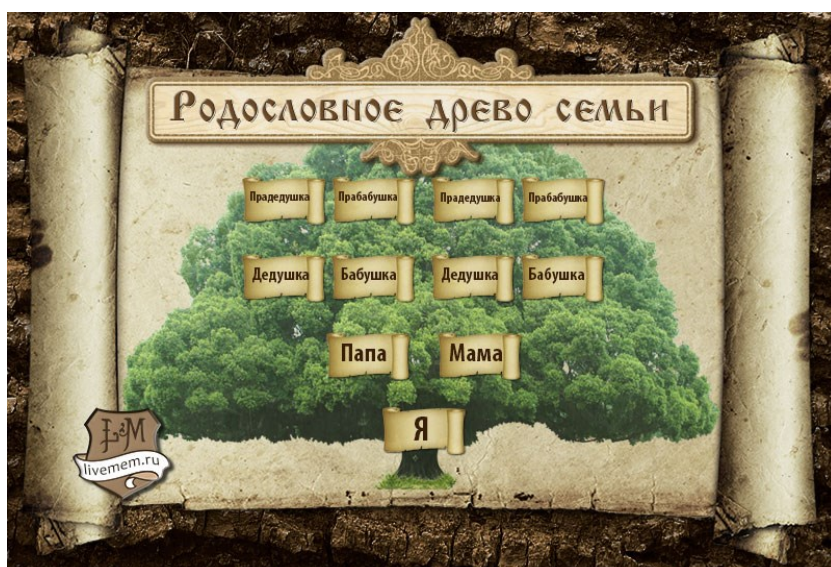 Родословное древо семьи
Прадедушка Прабабушка Прадедушка Прабабушка
Дедушка Бабушка Дедушка Бабушка
Папа Мама
Я
L&M
livemem.ru